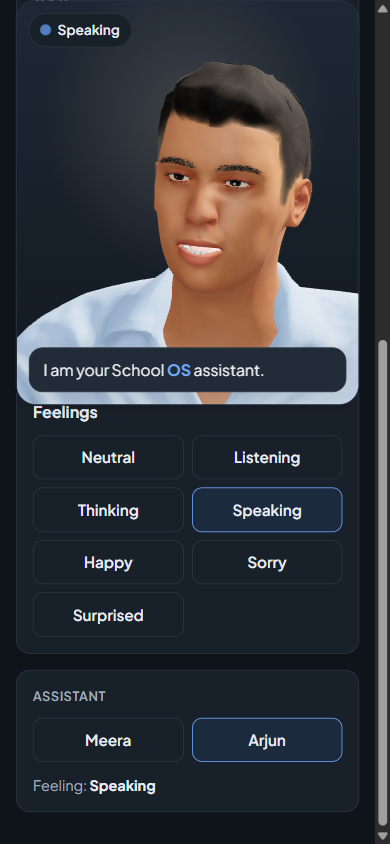 Speaking
I am your School OS assistant.
Feelings
Neutral
Listening
Thinking
Speaking
Happy
Sorry
Surprised
ASSISTANT
Meera
Arjun
Feeling: Speaking